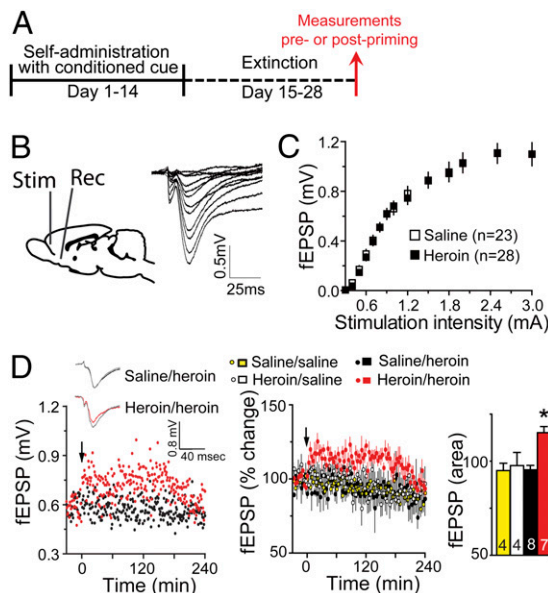 A
Measurements
pre- or post-priming
Self-administration
with conditioned cue
Extinction
Day 1-14
Day 15-28
B
Stim
Rec
0.5mV
25ms
C
fEPSP (mV)
1.2
0.8
0.4
0.0
Saline (n=23)
Heroin (n=28)
0.6 1.2 1.8 2.4 3.0
Stimulation intensity (mA)
D
Saline/heroin
Heroin/heroin
0.8 mV
40 msec
Saline/saline
Saline/heroin
Heroin/saline
Heroin/heroin
fEPSP (mV)
1.2
0.9
0.6
0.3
0 120 240
Time (min)
fEPSP (% change)
150
100
50
0 120 240
Time (min)
fEPSP (area)
100
50
*
4 4 8 7